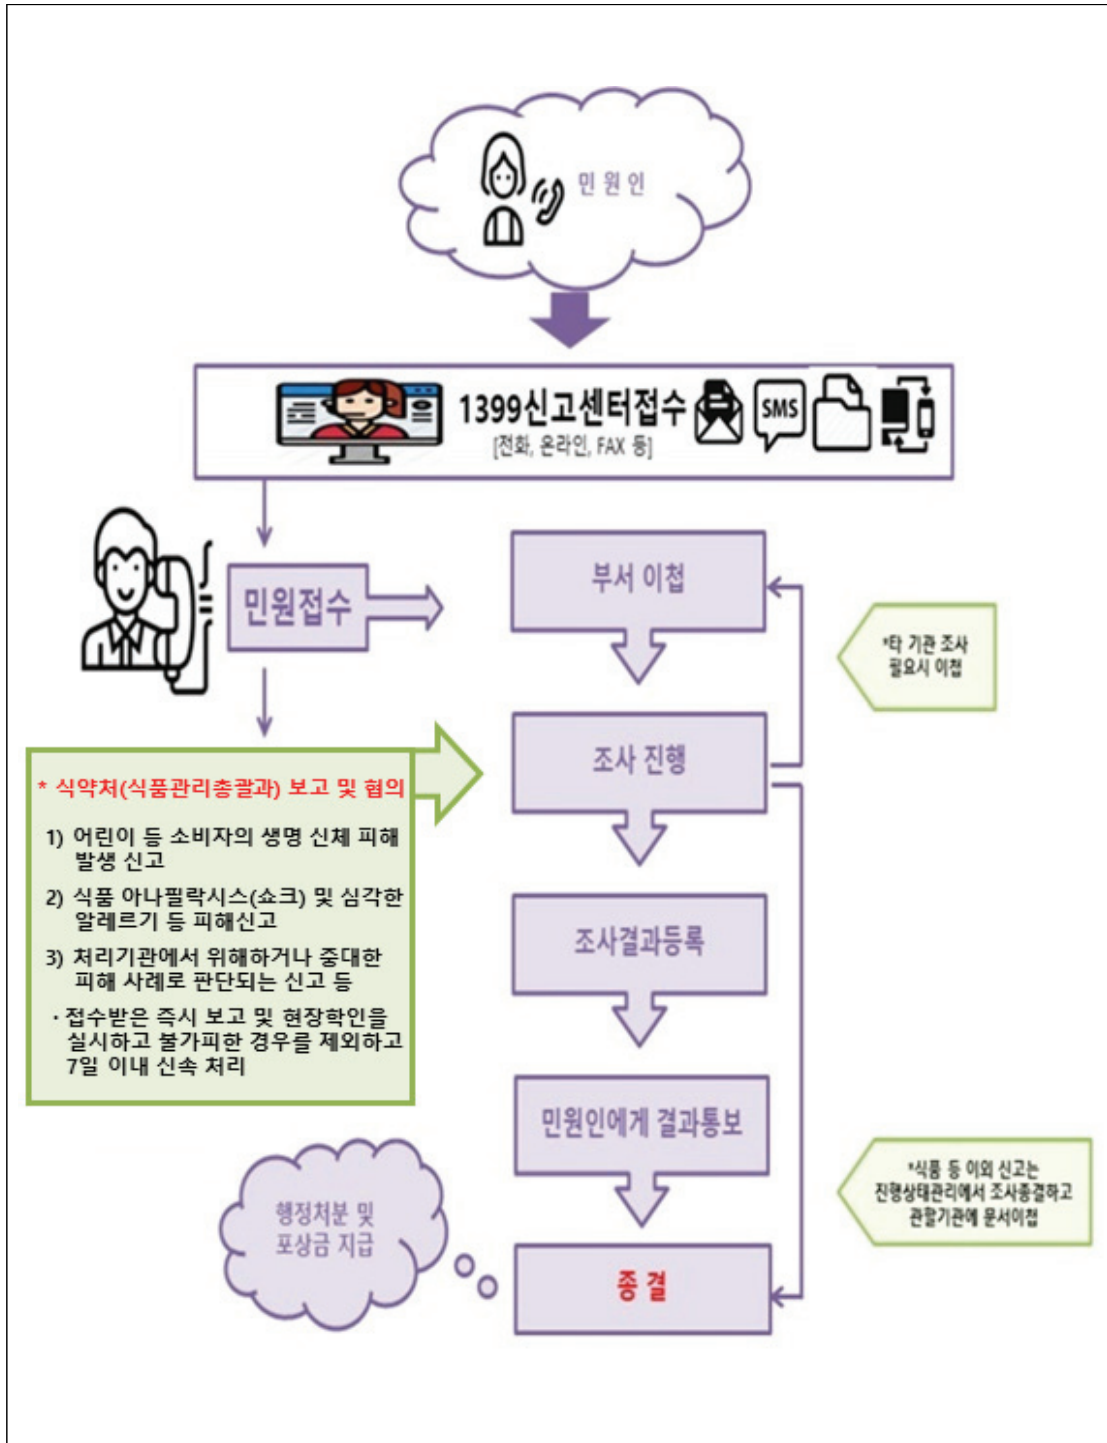 민 원 인
1399신고센터접수
SMS
[전화, 온라인, FAX 등]
민원접수
부서 이첩
*타 기관 조사
필요시 이첩
조사 진행
* 식약처(식품관리총괄과) 보고 및 협의
1) 어린이 등 소비자의 생명 신체 피해
발생 신고
2) 식품 아나필락시스(쇼크) 및 심각한
알레르기 등 피해신고
3) 처리기관에서 위해하거나 중대한
피해 사례로 판단되는 신고 등
· 접수받은 즉시 보고 및 현장학인을
실시하고 불가피한 경우를 제외하고
7일 이내 신속 처리
조사결과등록
민원인에게 결과통보
*식품 등 이외 신고는
진행상태관리에서 조사종결하고
관할기관에 문서이첩
행정처분 및
포상금 지급
종 결